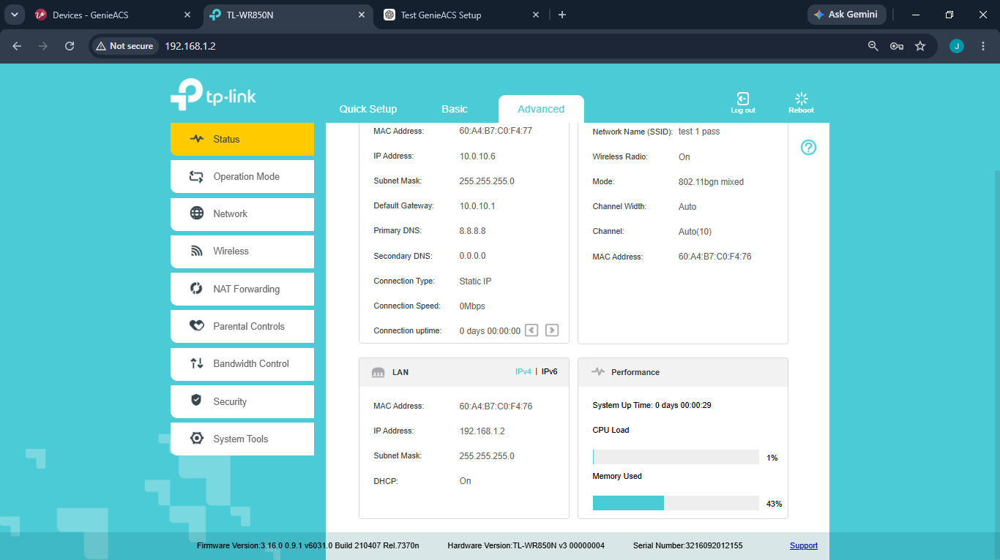 Devices - GenieACS
TL-WR850N
Test GenieACS Setup
Ask Gemini
Not secure
192.168.1.2
J
tp-link
Quick Setup
Basic
Advanced
Log out
Reboot
Status
Operation Mode
Network
Wireless
NAT Forwarding
Parental Controls
Bandwidth Control
Security
System Tools
MAC Address: 60:A4:B7:C0:F4:77
IP Address: 10.0.10.6
Subnet Mask: 255.255.255.0
Default Gateway: 10.0.10.1
Primary DNS: 8.8.8.8
Secondary DNS: 0.0.0.0
Connection Type: Static IP
Connection Speed: 0Mbps
Connection uptime: 0 days 00:00:00
Network Name (SSID): test 1 pass
Wireless Radio: On
Mode: 802.11bgn mixed
Channel Width: Auto
Channel: Auto(10)
MAC Address: 60:A4:B7:C0:F4:76
?
LAN IPv4 | IPv6
MAC Address: 60:A4:B7:C0:F4:76
IP Address: 192.168.1.2
Subnet Mask: 255.255.255.0
DHCP: On
Performance
System Up Time: 0 days 00:00:29
CPU Load
1%
Memory Used
43%
Firmware Version:3.16.0 0.9.1 v6031.0 Build 210407 Rel.7370n Hardware Version:TL-WR850N v3 00000004 Serial Number:3216092012155 Support